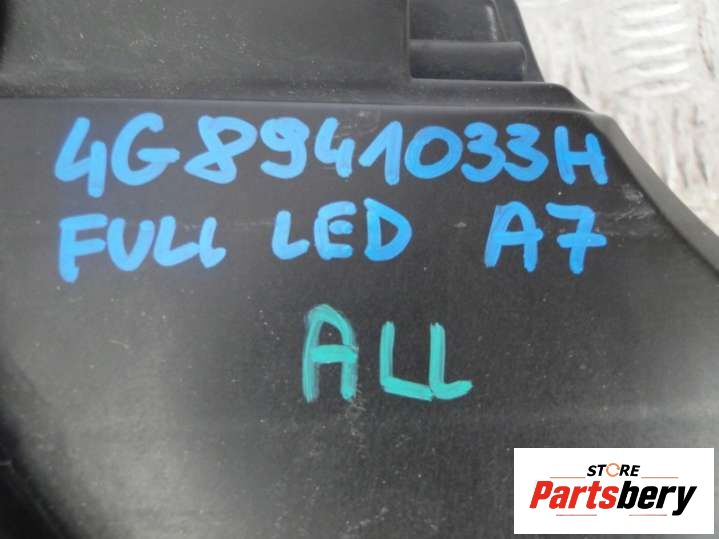 4G8941033H
FULL LED A7
ALL
STORE
Partsbery